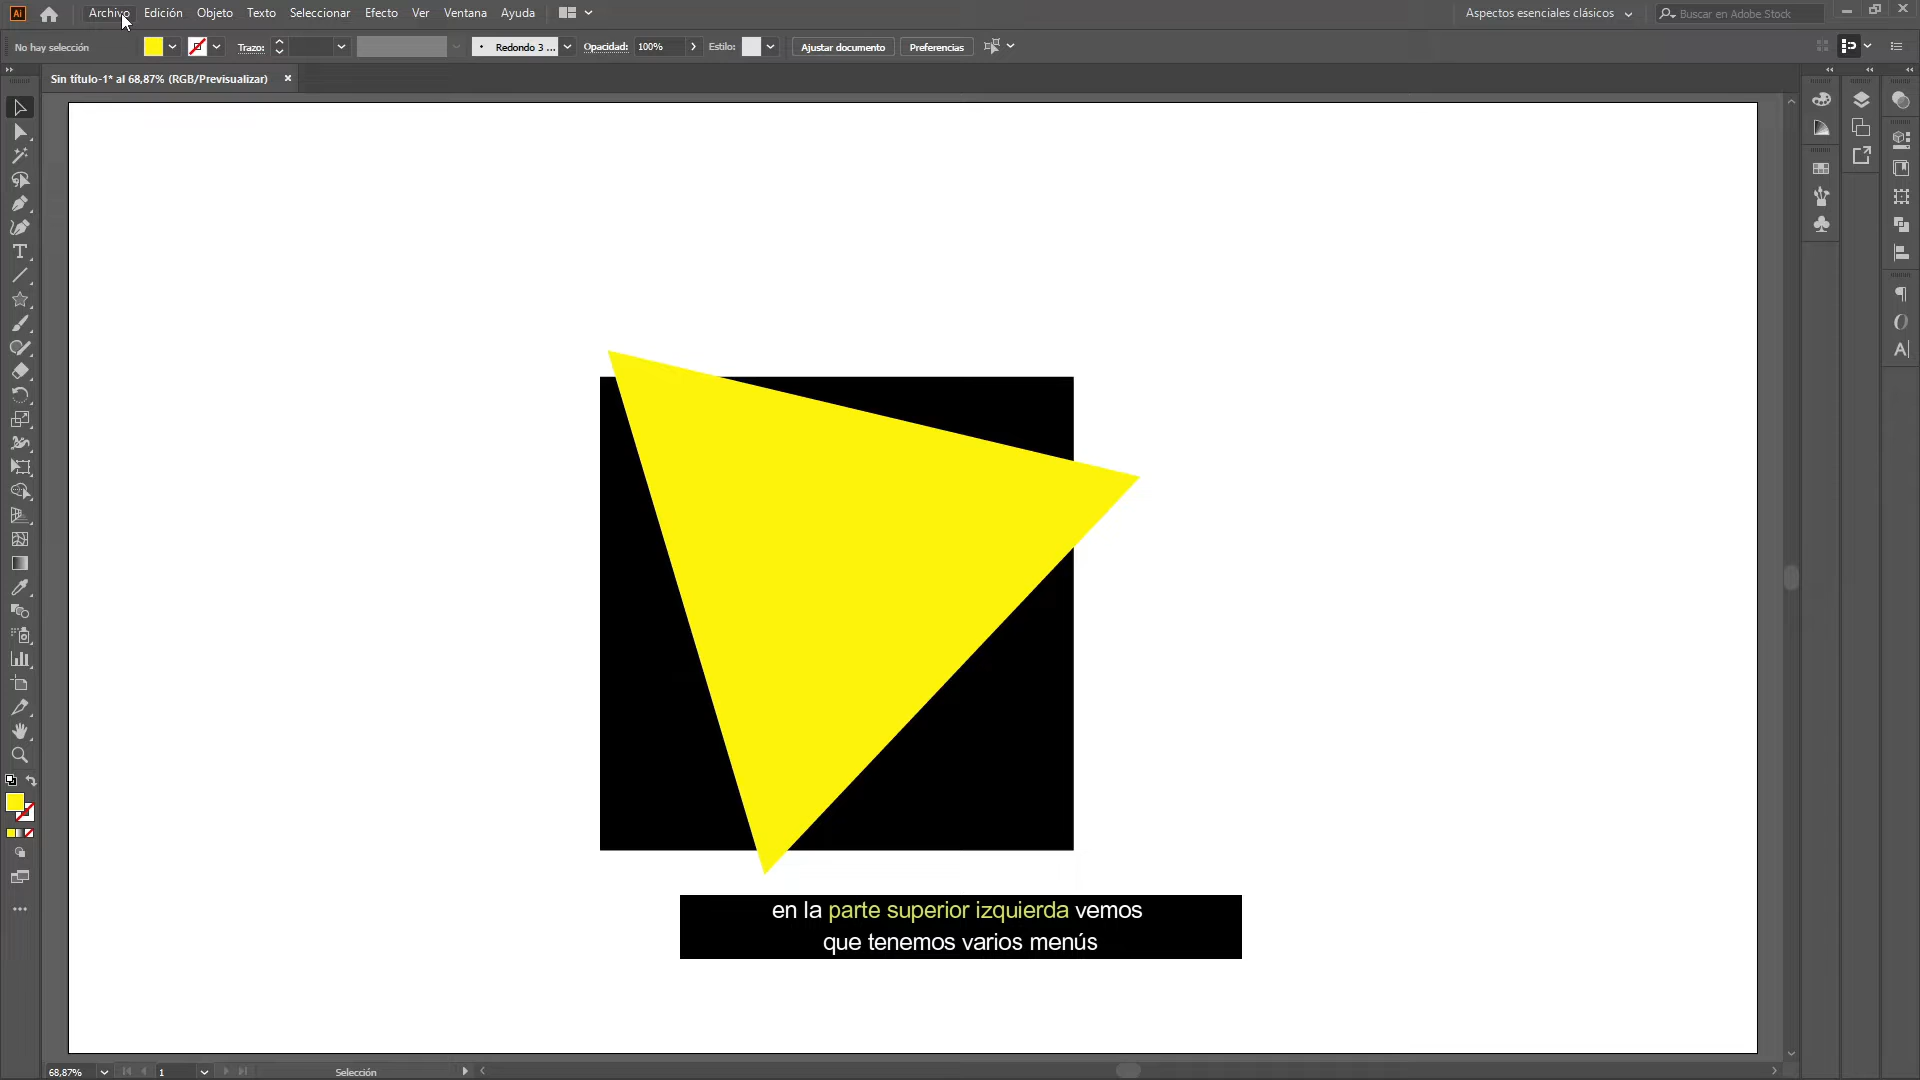 Ai Archivo Edición Objeto Texto Seleccionar Efecto Ver Ventana Ayuda Aspectos esenciales clásicos Buscar en Adobe Stock
No hay selección Trazo: Redondo 3 ... Opacidad: 100% Estilo: Ajustar documento Preferencias
Sin título-1* al 68,87% (RGB/Previsualizar)
en la parte superior izquierda vemos
que tenemos varios menús
68,87% 1 Selección